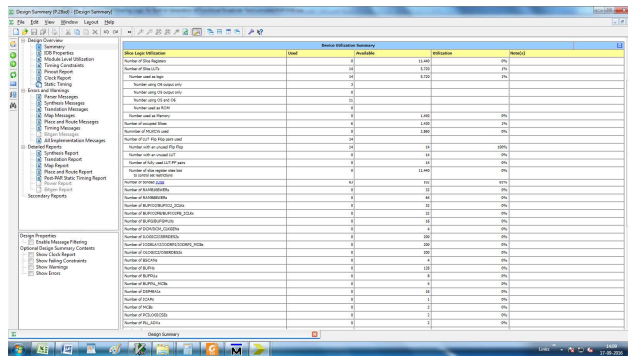 Design Summary (P.28xd) - [Design Summary]
File Edit View Window Layout Help
Design Overview
Summary
IOB Properties
Module Level Utilization
Timing Constraints
Pinout Report
Clock Report
Static Timing
Errors and Warnings
Parser Messages
Synthesis Messages
Translation Messages
Map Messages
Place and Route Messages
Timing Messages
Bitgen Messages
All Implementation Messages
Detailed Reports
Synthesis Report
Translation Report
Map Report
Place and Route Report
Post-PAR Static Timing Report
Power Report
Bitgen Report
Secondary Reports
Design Properties
Enable Message Filtering
Optional Design Summary Contents
Show Clock Report
Show Failing Constraints
Show Warnings
Show Errors
Device Utilization Summary
Slice Logic Utilization Used Available Utilization Note(s)
Number of Slice Registers 0 11,440 0%
Number of Slice LUTs 14 5,720 1%
Number used as logic 14 5,720 1%
Number using O6 output only 3
Number using O5 output only 0
Number using O5 and O6 11
Number used as ROM 0
Number used as Memory 0 1,440 0%
Number of occupied Slices 6 1,430 1%
Number of MUXCYs used 0 2,860 0%
Number of LUT Flip Flop pairs used 14
Number with an unused Flip Flop 14 14 100%
Number with an unused LUT 0 14 0%
Number of fully used LUT-FF pairs 0 14 0%
Number of slice register sites lost
to control set restrictions 0 11,440 0%
Number of bonded IOBs 63 102 61%
Number of RAMB16BWERs 0 32 0%
Number of RAMB8BWERs 0 64 0%
Number of BUFIO2/BUFIO2_2CLKs 0 32 0%
Number of BUFIO2FB/BUFIO2FB_2CLKs 0 32 0%
Number of BUFG/BUFGMUXs 0 16 0%
Number of DCM/DCM_CLKGENs 0 4 0%
Number of ILOGIC2/ISERDES2s 0 200 0%
Number of IODELAY2/IODRP2/IODRP2_MCBs 0 200 0%
Number of OLOGIC2/OSERDES2s 0 200 0%
Number of BSCANs 0 4 0%
Number of BUFHs 0 128 0%
Number of BUFPLLs 0 8 0%
Number of BUFPLL_MCBs 0 4 0%
Number of DSP48A1s 0 16 0%
Number of ICAPs 0 1 0%
Number of MCBs 0 2 0%
Number of PCILOGICSEs 0 2 0%
Number of PLL_ADVs 0 2 0%
Design Summary
Links
14:09
17-09-2016